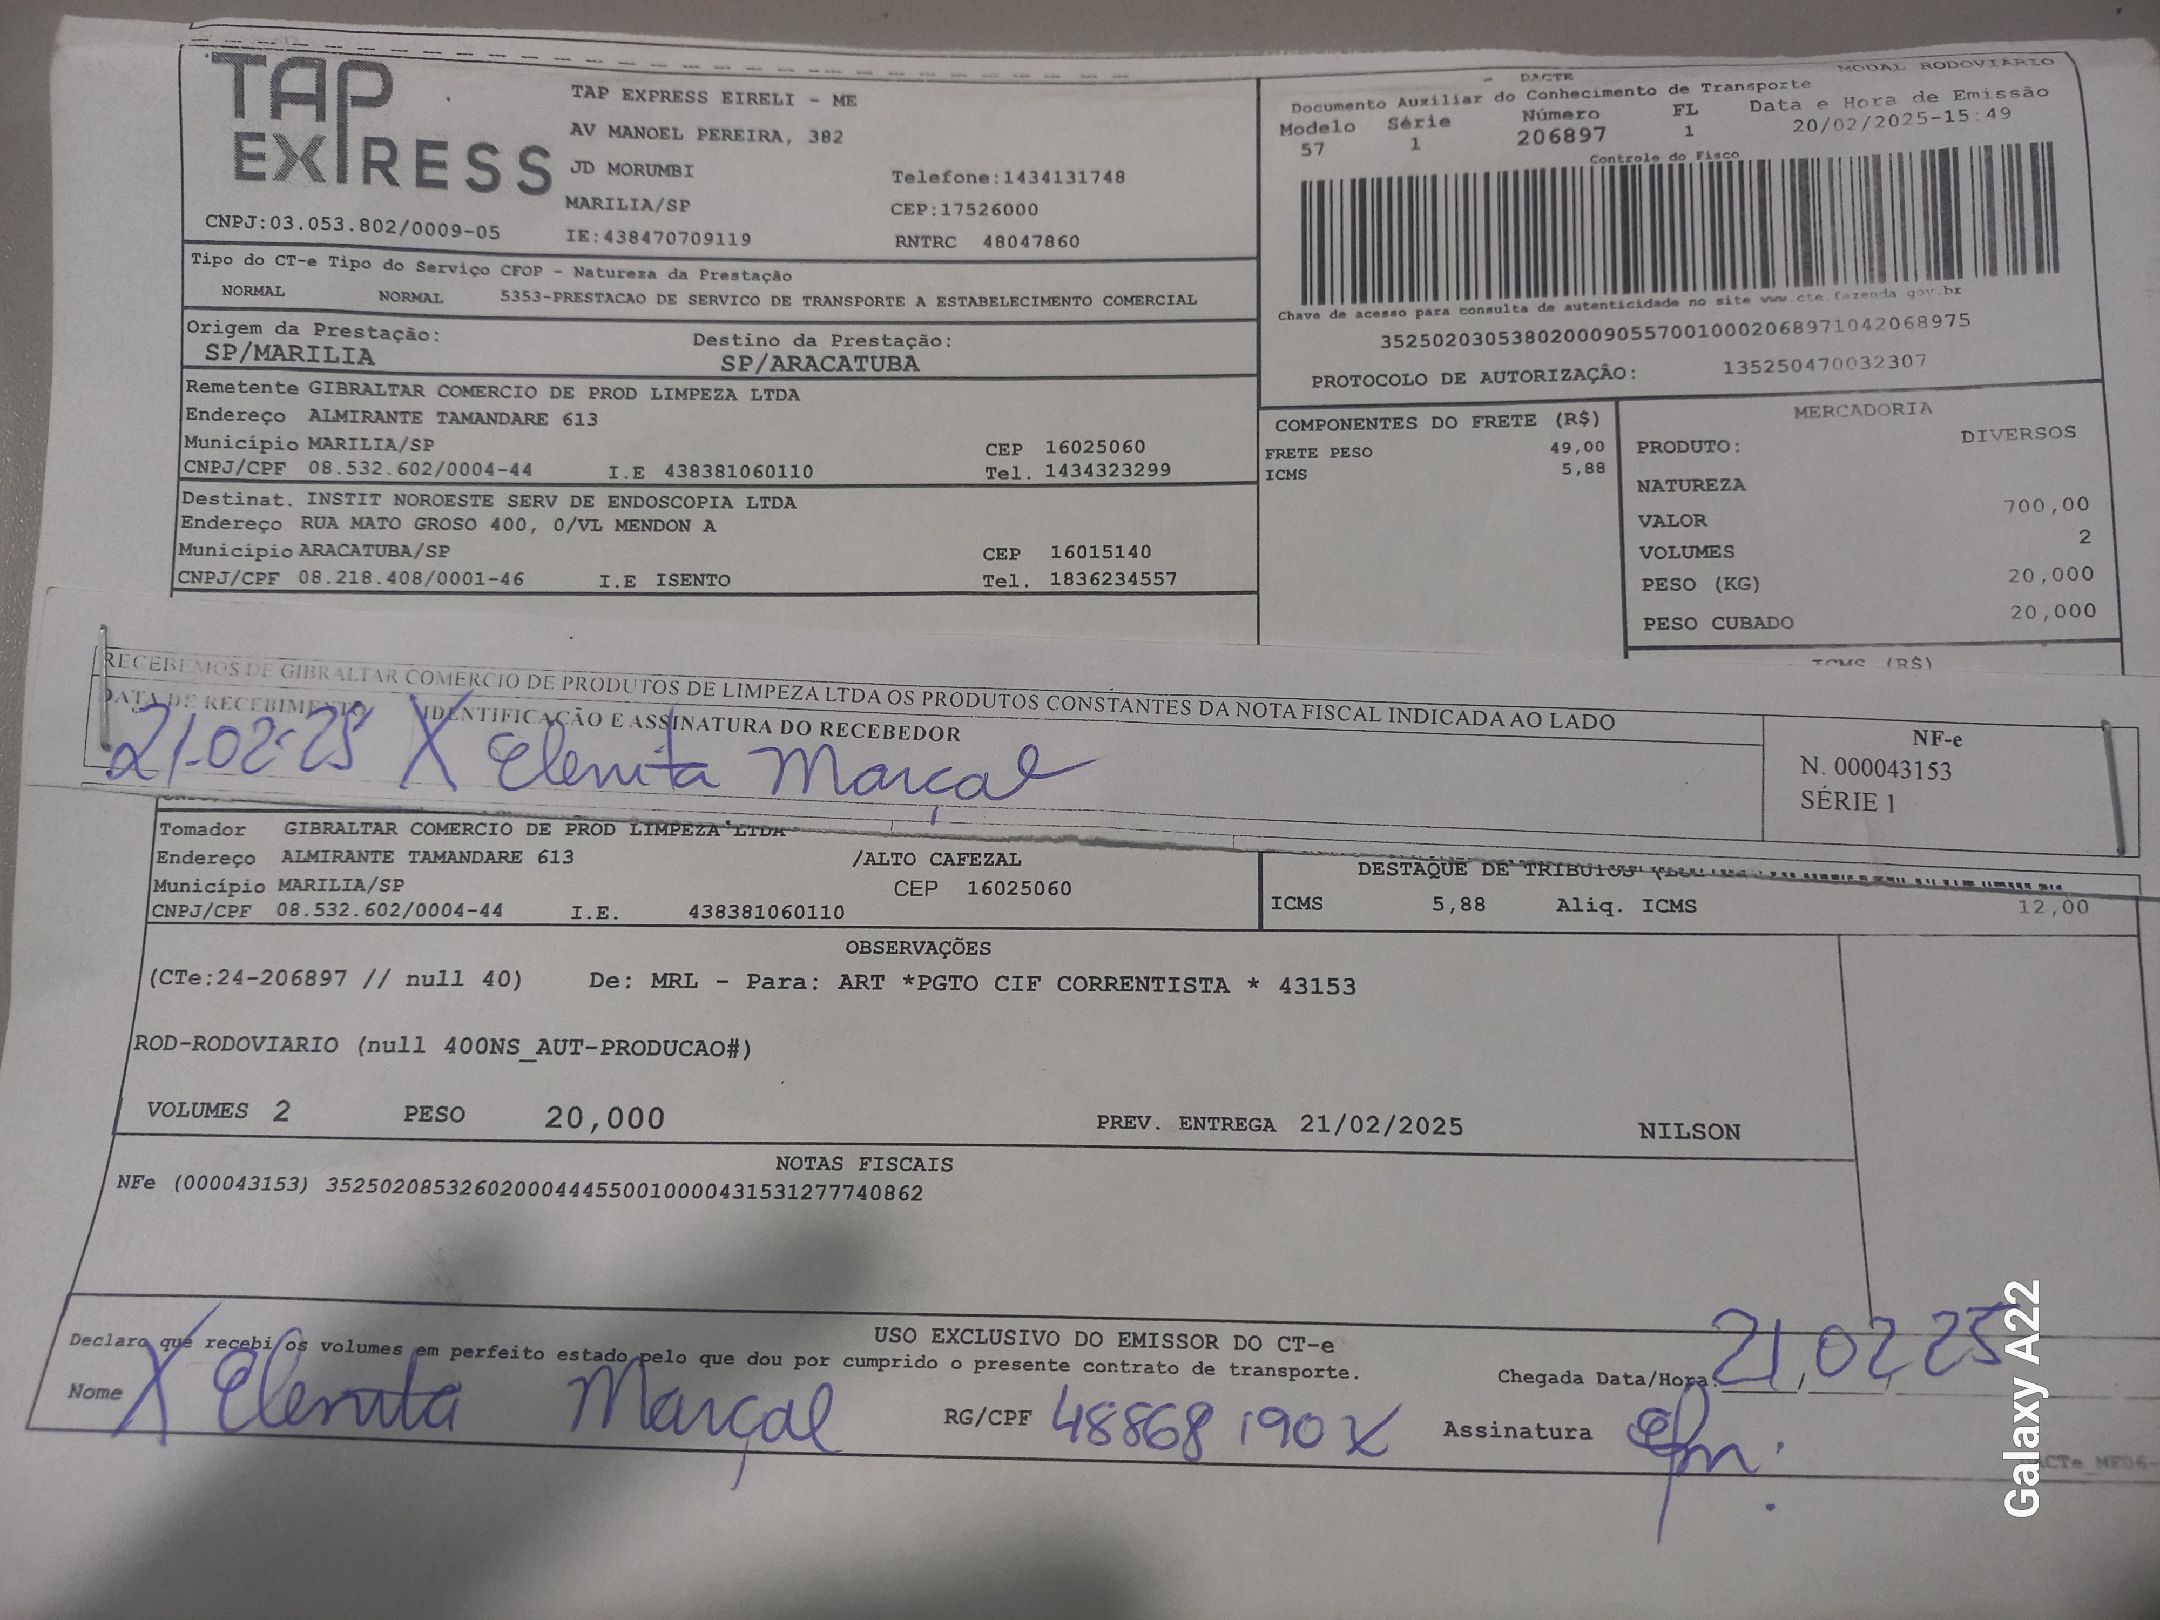 TAP EXPRESS
TAP EXPRESS EIRELI - ME
AV MANOEL PEREIRA, 382
JD MORUMBI
Telefone:1434131748
MARILIA/SP
CEP:17526000
CNPJ:03.053.802/0009-05
IE:438470709119
RNTRC 48047860
MODAL RODOVIÁRIO
DACTE
Documento Auxiliar do Conhecimento de Transporte
Modelo Série Número FL Data e Hora de Emissão
57 1 206897 1 20/02/2025-15:49
Controle do Fisco
Chave de acesso para consulta de autenticidade no site www.cte.fazenda.gov.br
35250203053802000905570010002068971042068975
PROTOCOLO DE AUTORIZAÇÃO: 135250470032307
Tipo do CT-e Tipo do Serviço CFOP - Natureza da Prestação
NORMAL NORMAL 5353-PRESTACAO DE SERVICO DE TRANSPORTE A ESTABELECIMENTO COMERCIAL
Origem da Prestação: Destino da Prestação:
SP/MARILIA SP/ARACATUBA
Remetente GIBRALTAR COMERCIO DE PROD LIMPEZA LTDA
Endereço ALMIRANTE TAMANDARE 613
Município MARILIA/SP CEP 16025060
CNPJ/CPF 08.532.602/0004-44 I.E 438381060110 Tel. 1434323299
Destinat. INSTIT NOROESTE SERV DE ENDOSCOPIA LTDA
Endereço RUA MATO GROSO 400, 0/VL MENDON A
Município ARACATUBA/SP CEP 16015140
CNPJ/CPF 08.218.408/0001-46 I.E ISENTO Tel. 1836234557
COMPONENTES DO FRETE (R$)
FRETE PESO 49,00
ICMS 5,88
MERCADORIA
PRODUTO: DIVERSOS
NATUREZA
VALOR 700,00
VOLUMES 2
PESO (KG) 20,000
PESO CUBADO 20,000
ICMS (R$)
RECEBEMOS DE GIBRALTAR COMERCIO DE PRODUTOS DE LIMPEZA LTDA OS PRODUTOS CONSTANTES DA NOTA FISCAL INDICADA AO LADO
DATA DE RECEBIMENTO IDENTIFICAÇÃO E ASSINATURA DO RECEBEDOR
21-02-25 X Elenita Marçal
NF-e
N. 000043153
SÉRIE 1
Tomador GIBRALTAR COMERCIO DE PROD LIMPEZA LTDA
Endereço ALMIRANTE TAMANDARE 613 /ALTO CAFEZAL
Município MARILIA/SP CEP 16025060
CNPJ/CPF 08.532.602/0004-44 I.E. 438381060110
DESTAQUE DE TRIBUTOS
ICMS 5,88 Aliq. ICMS 12,00
OBSERVAÇÕES
(CTe:24-206897 // null 40) De: MRL - Para: ART *PGTO CIF CORRENTISTA * 43153
ROD-RODOVIARIO (null 400NS_AUT-PRODUCAO#)
VOLUMES 2 PESO 20,000 PREV. ENTREGA 21/02/2025 NILSON
NOTAS FISCAIS
NFe (000043153) 35250208532602000444550010000431531277740862
USO EXCLUSIVO DO EMISSOR DO CT-e
Declaro que recebi os volumes em perfeito estado pelo que dou por cumprido o presente contrato de transporte.
Chegada Data/Hora: 21/02/25
Nome X Elenita Marçal RG/CPF 48868190X Assinatura
Galaxy A22